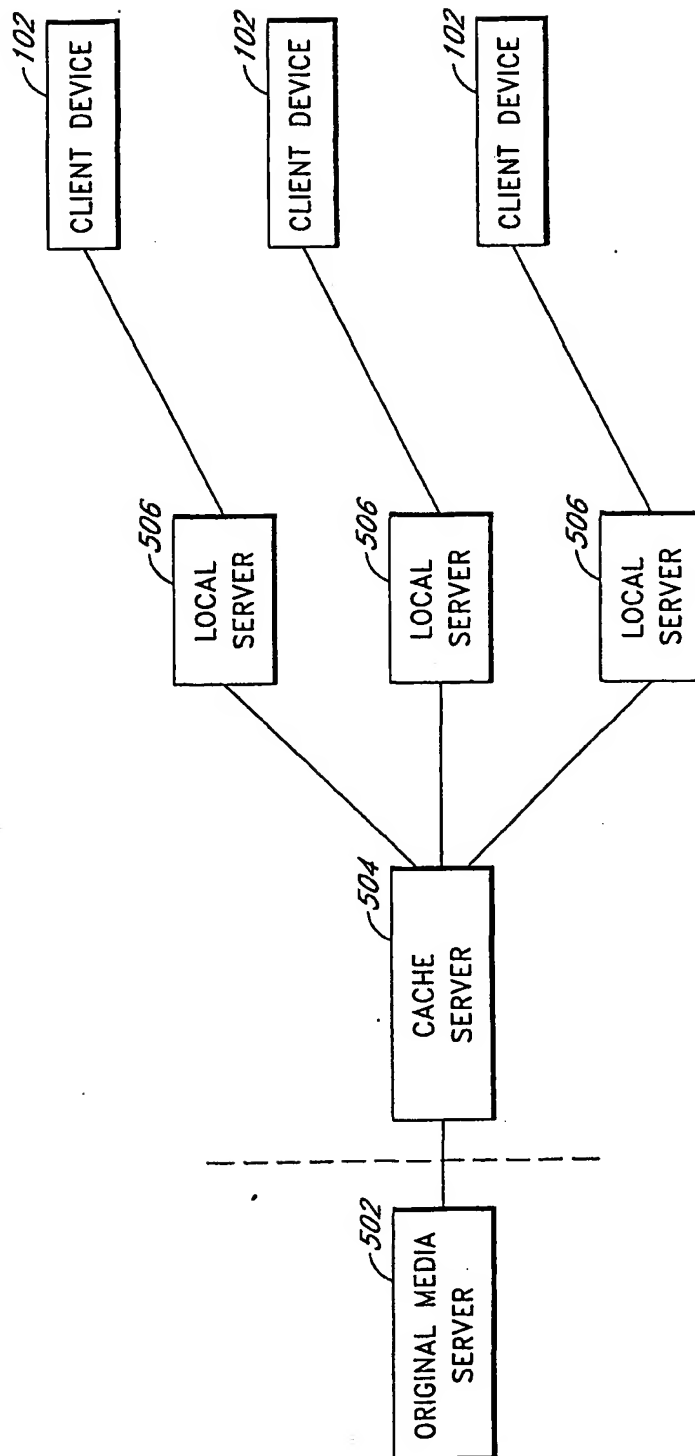 102
CLIENT DEVICE
102
CLIENT DEVICE
102
CLIENT DEVICE
506
LOCAL
SERVER
506
LOCAL
SERVER
506
LOCAL
SERVER
504
CACHE
SERVER
502
ORIGINAL MEDIA
SERVER